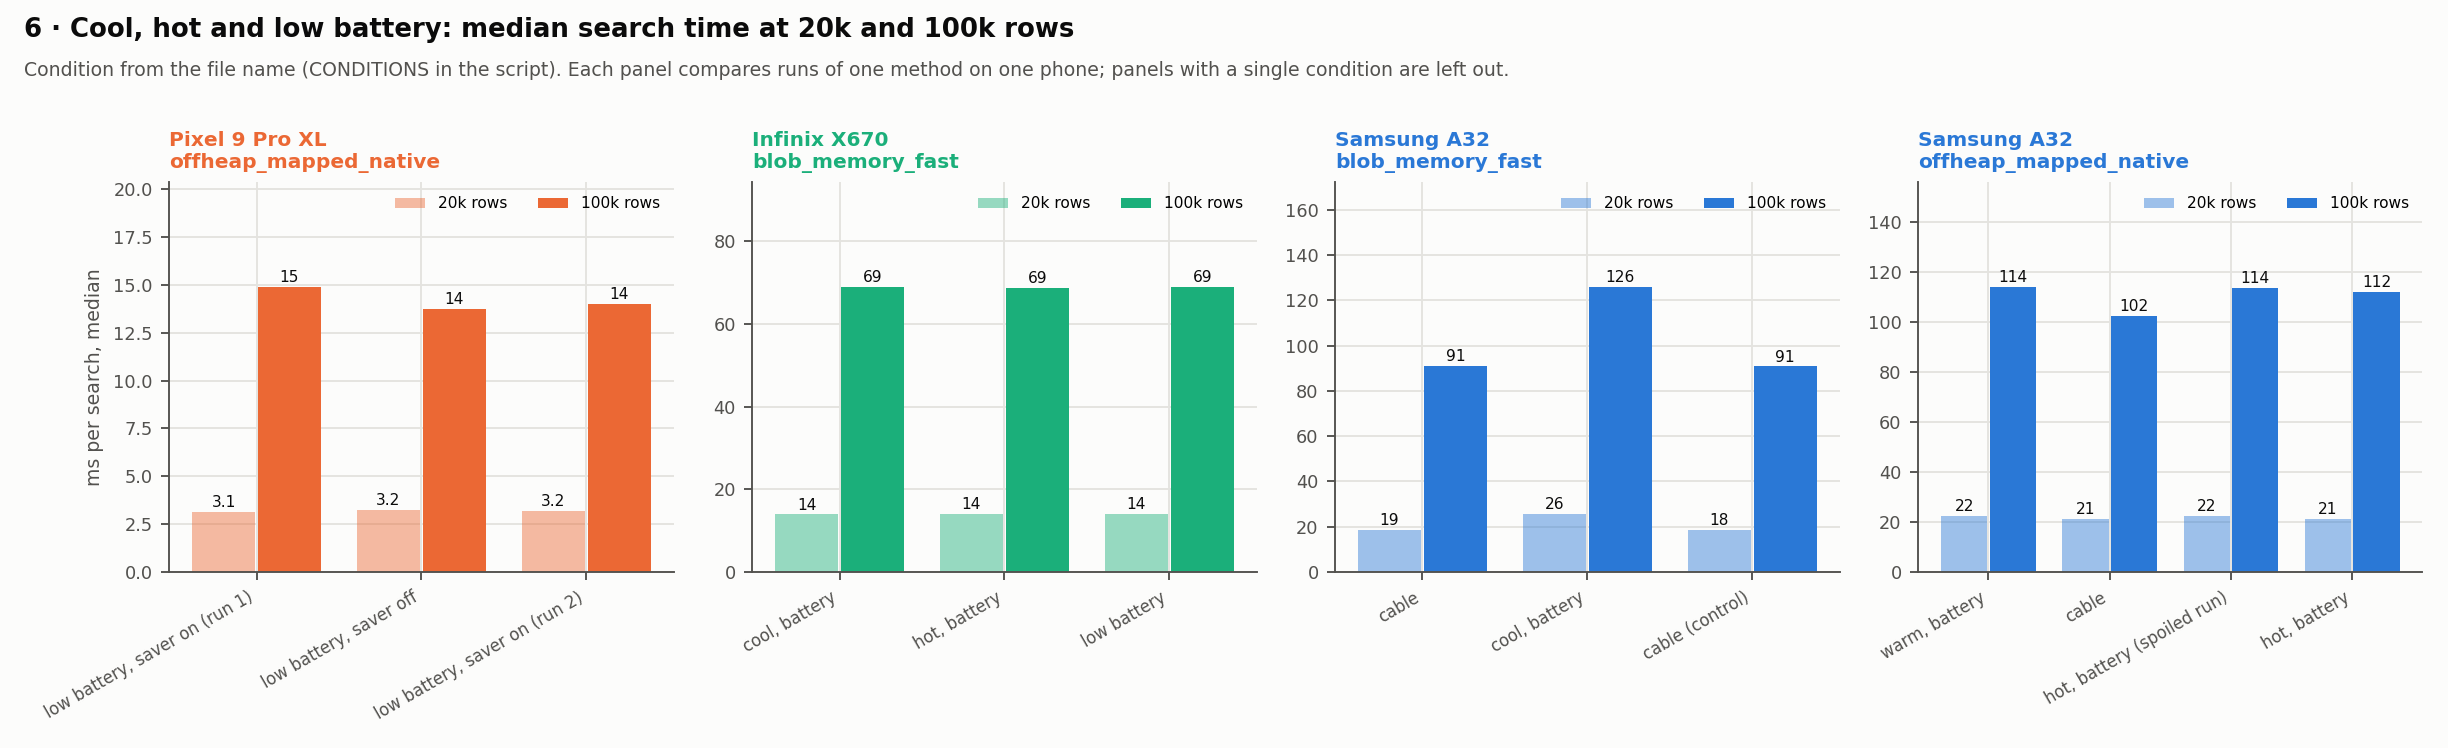 6 · Cool, hot and low battery: median search time at 20k and 100k rows
Condition from the file name (CONDITIONS in the script). Each panel compares runs of one method on one phone; panels with a single condition are left out.
Pixel 9 Pro XL
offheap_mapped_native
20k rows
100k rows
ms per search, median
20.0
17.5
15.0
12.5
10.0
7.5
5.0
2.5
0.0
3.1
15
3.2
14
3.2
14
low battery, saver on (run 1)
low battery, saver off
low battery, saver on (run 2)
Infinix X670
blob_memory_fast
20k rows
100k rows
80
60
40
20
0
14
69
14
69
14
69
cool, battery
hot, battery
low battery
Samsung A32
blob_memory_fast
20k rows
100k rows
160
140
120
100
80
60
40
20
0
19
91
26
126
18
91
cable
cool, battery
cable (control)
Samsung A32
offheap_mapped_native
20k rows
100k rows
140
120
100
80
60
40
20
0
22
114
21
102
22
114
21
112
warm, battery
cable
hot, battery (spoiled run)
hot, battery